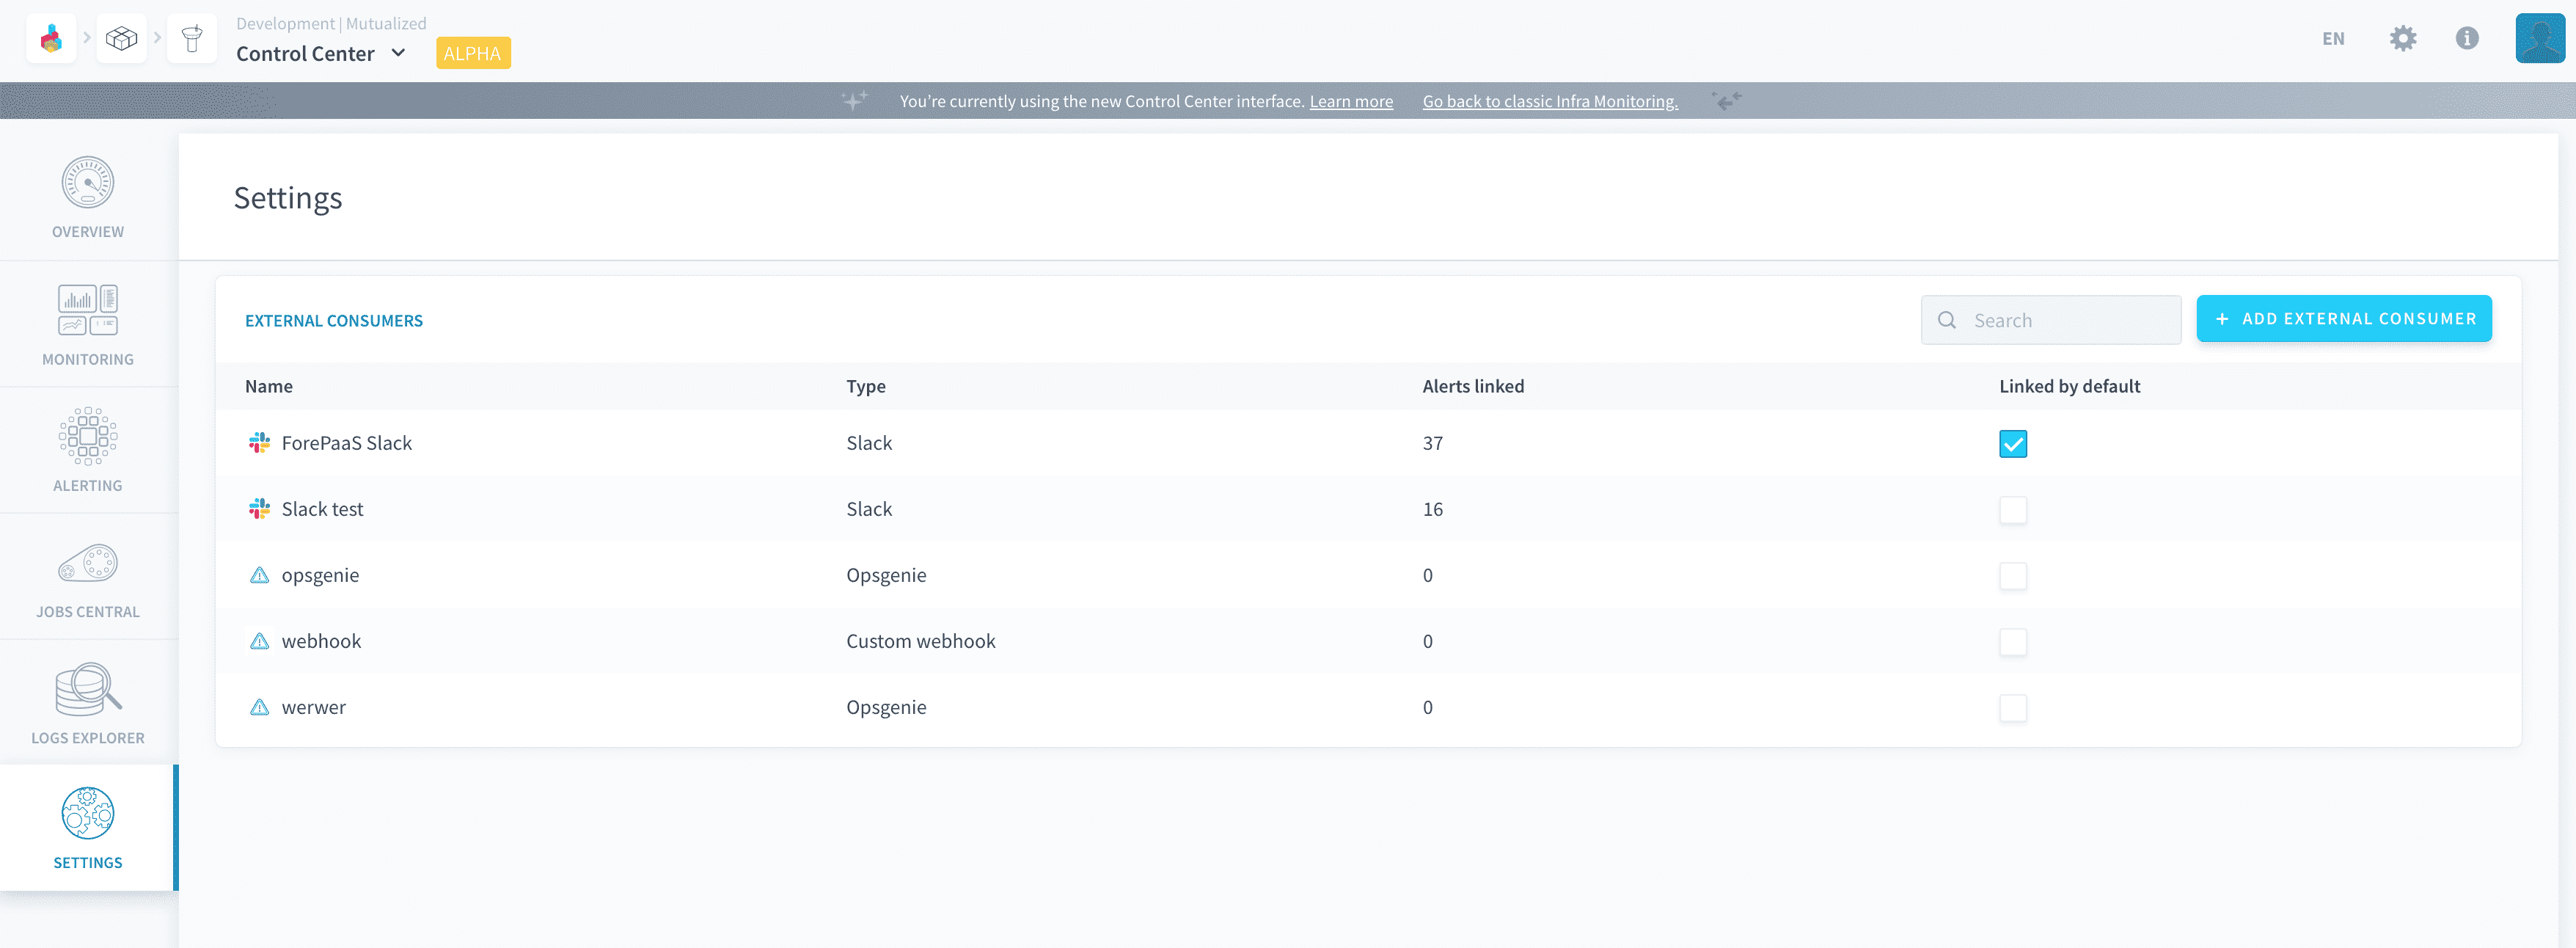 Development | Mutualized
Control Center
ALPHA
EN
You’re currently using the new Control Center interface. Learn more Go back to classic Infra Monitoring.
OVERVIEW
MONITORING
ALERTING
JOBS CENTRAL
LOGS EXPLORER
SETTINGS
Settings
EXTERNAL CONSUMERS
Search
+ ADD EXTERNAL CONSUMER
Name Type Alerts linked Linked by default
ForePaaS Slack Slack 37
Slack test Slack 16
opsgenie Opsgenie 0
webhook Custom webhook 0
werwer Opsgenie 0